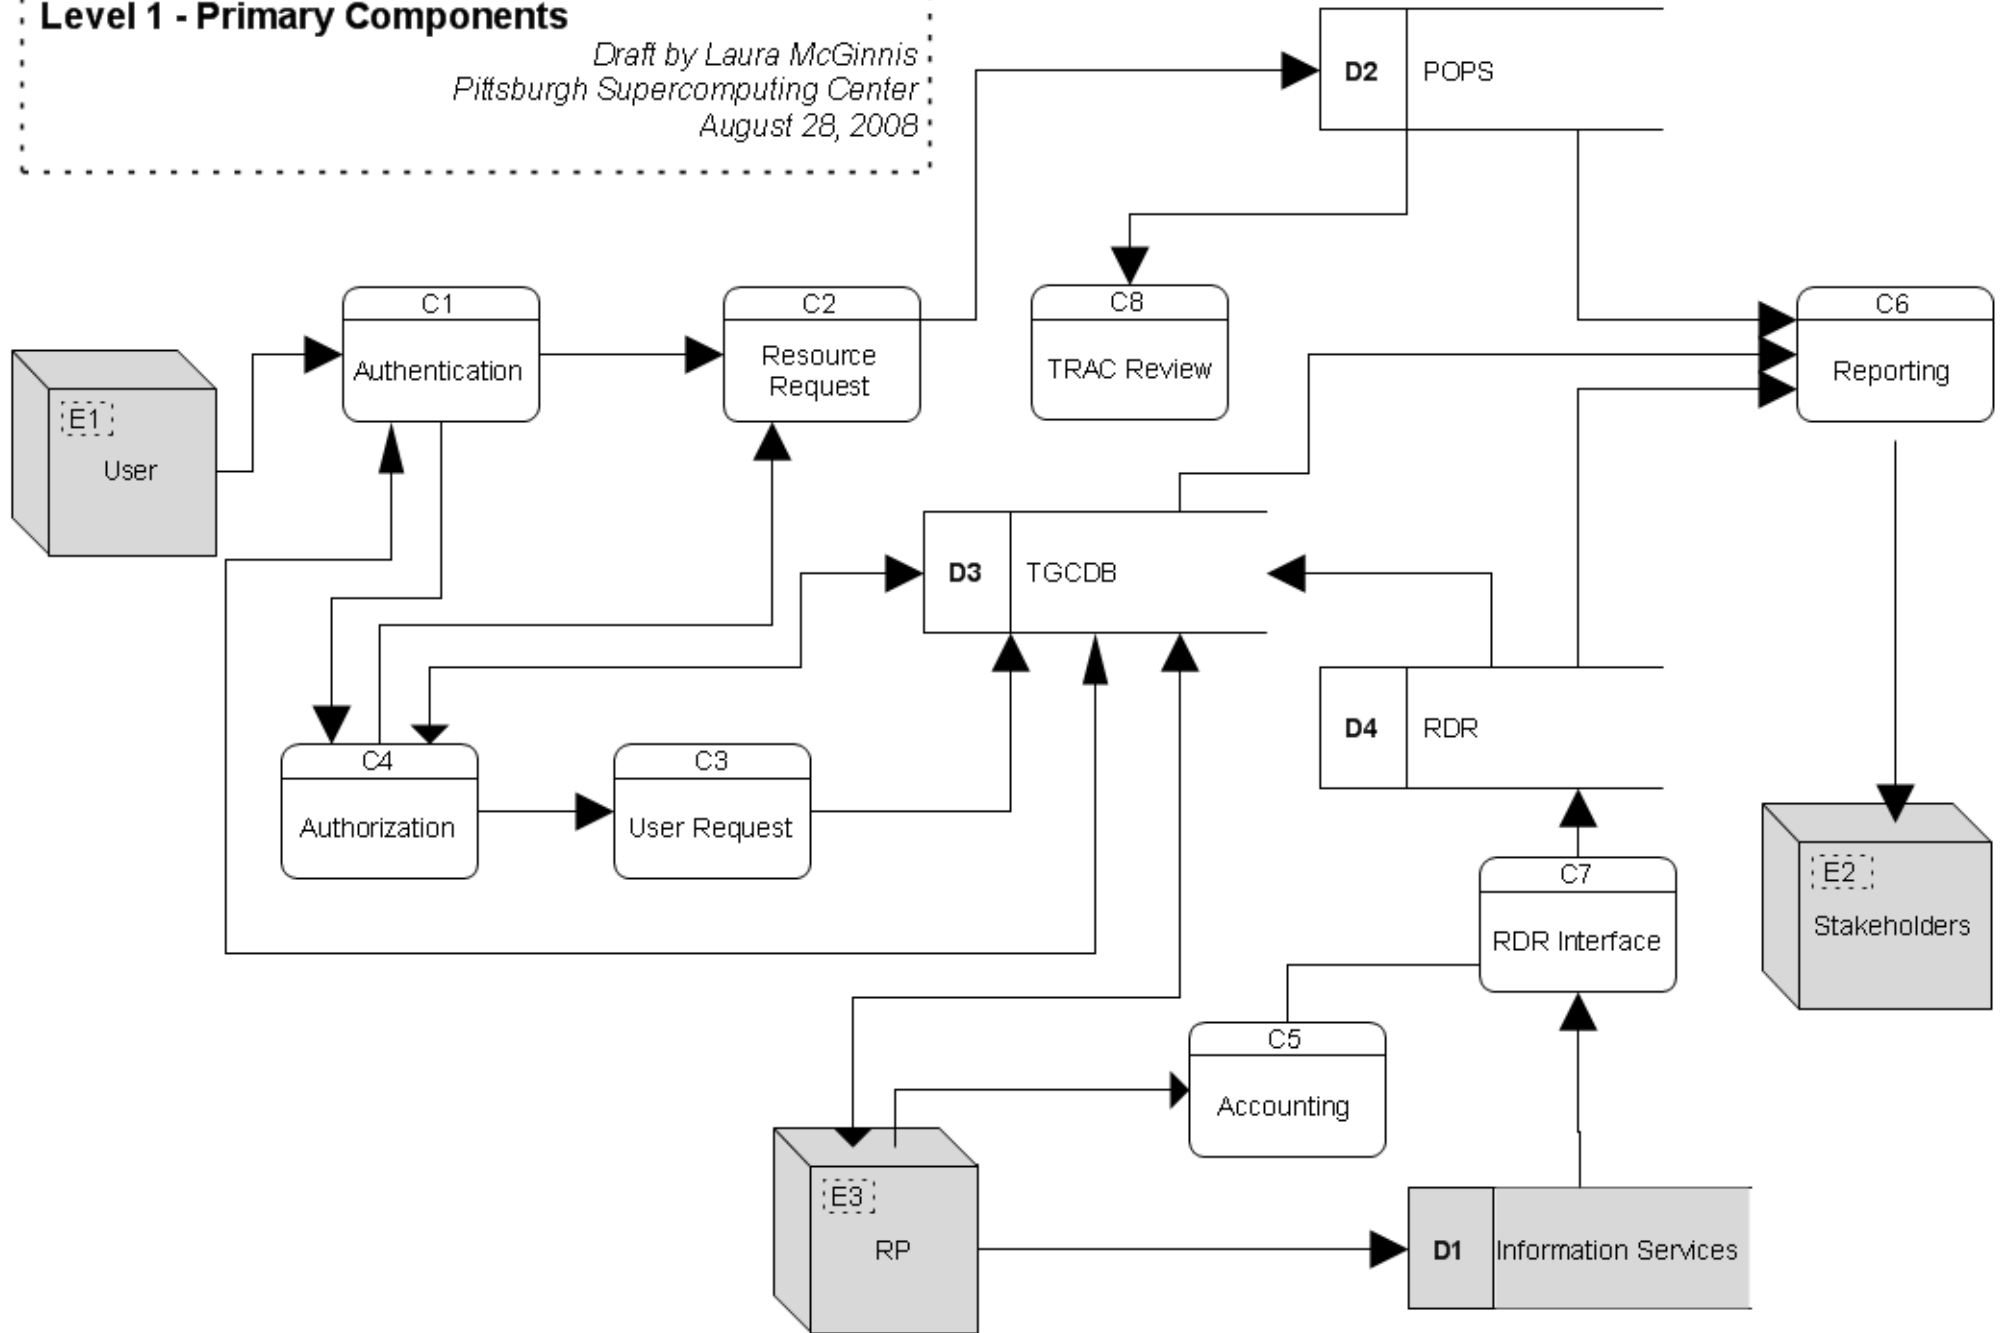 Level 1 - Primary Components
Draft by Laura McGinnis
Pittsburgh Supercomputing Center
August 28, 2008
D2
POPS
C1
Authentication
C2
Resource
Request
C8
TRAC Review
C6
Reporting
E1
User
D3
TGCDB
D4
RDR
C4
Authorization
C3
User Request
C7
RDR Interface
E2
Stakeholders
C5
Accounting
E3
RP
D1
Information Services